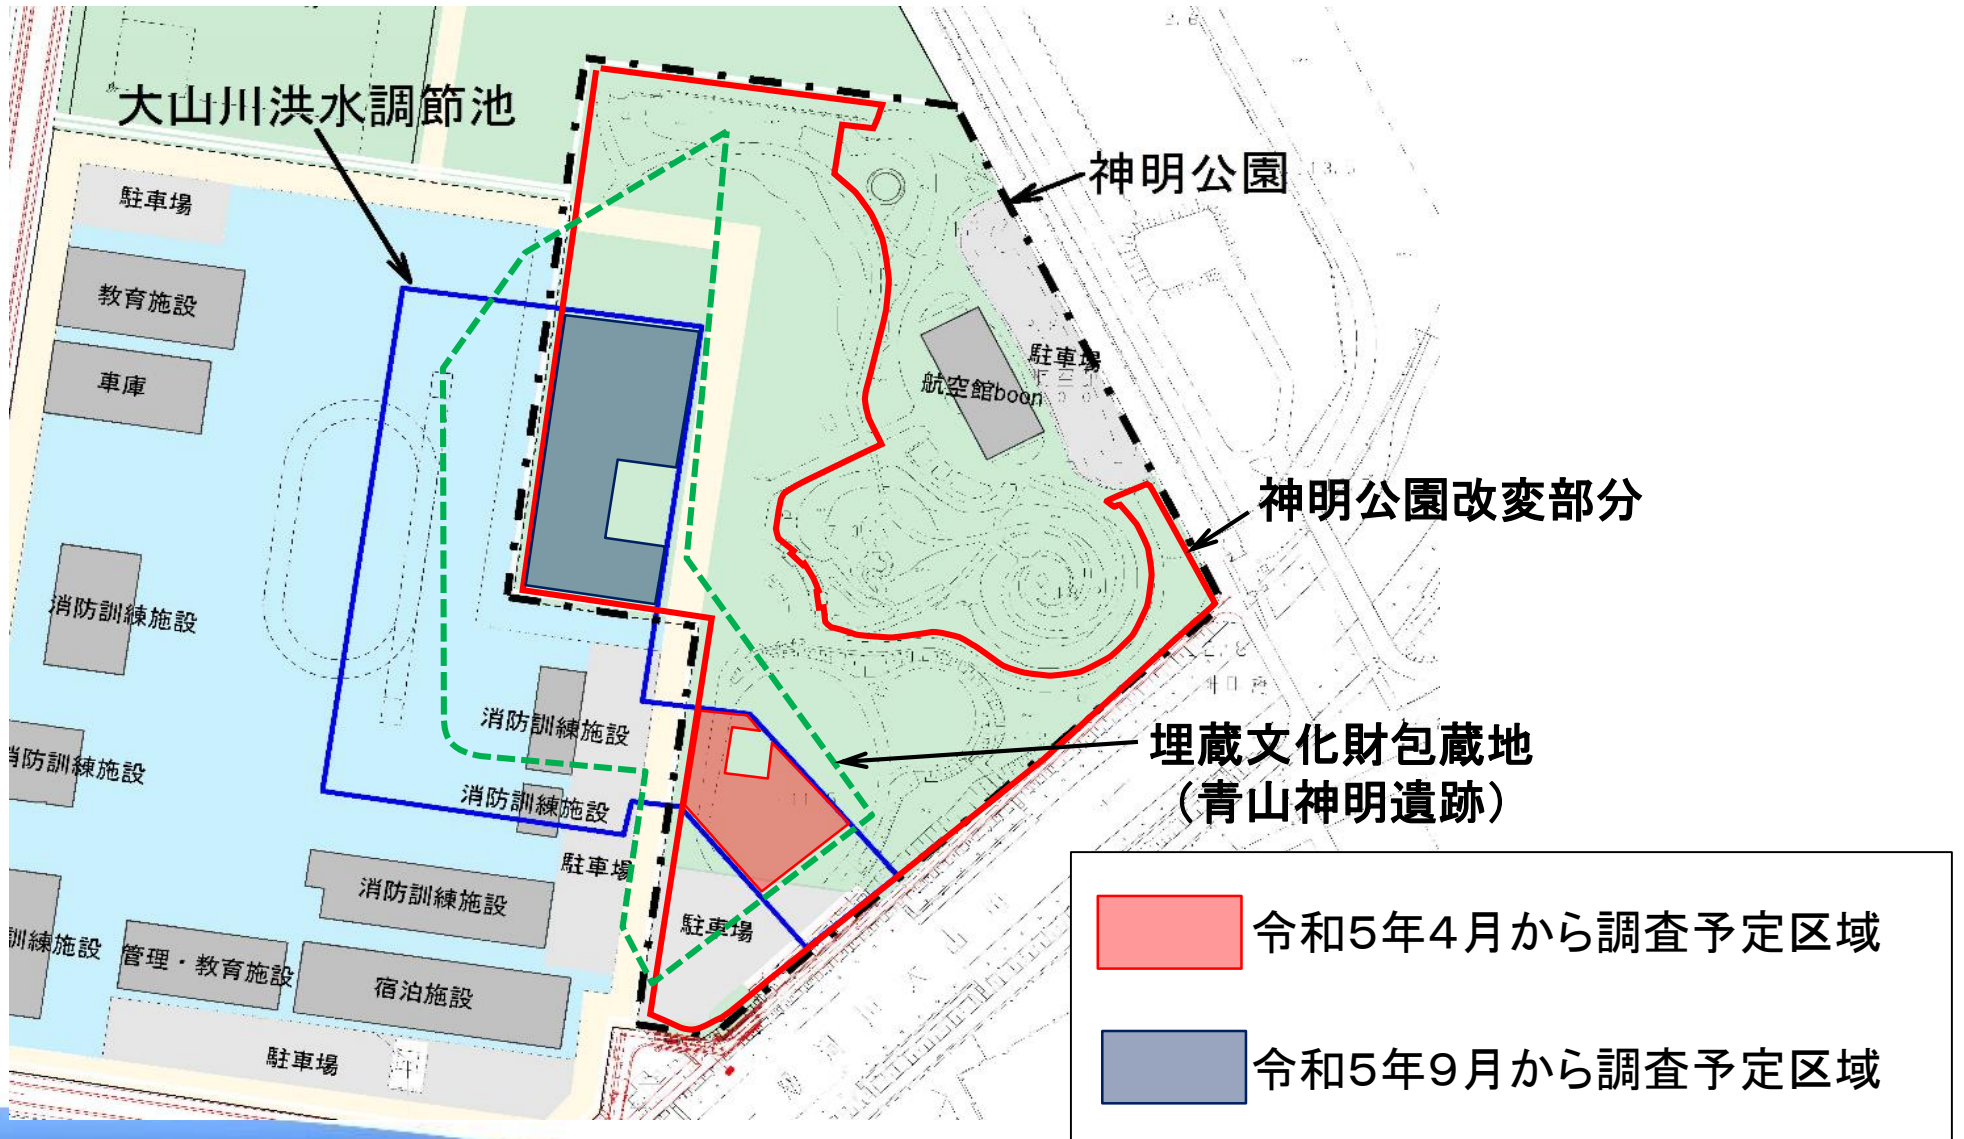 大山川洪水調節池
神明公園
駐車場
教育施設
車庫
駐車場
航空館boon
神明公園改変部分
消防訓練施設
消防訓練施設
消防訓練施設
消防訓練施設
埋蔵文化財包蔵地
（青山神明遺跡）
駐車場
消防訓練施設
駐車場
訓練施設
管理・教育施設
宿泊施設
駐車場
令和5年4月から調査予定区域
令和5年9月から調査予定区域